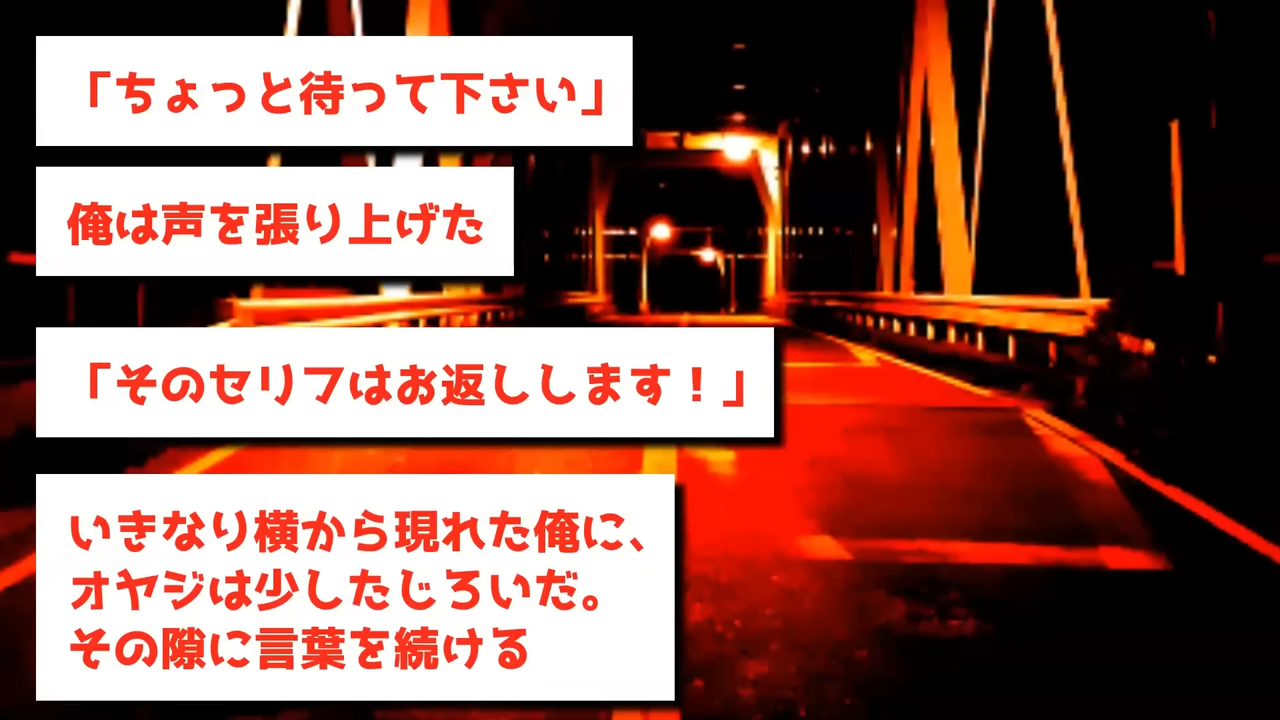 「ちょっと待って下さい」
俺は声を張り上げた
「そのセリフはお返しします！」
いきなり横から現れた俺に、
オヤジは少したじろいだ。
その隙に言葉を続ける